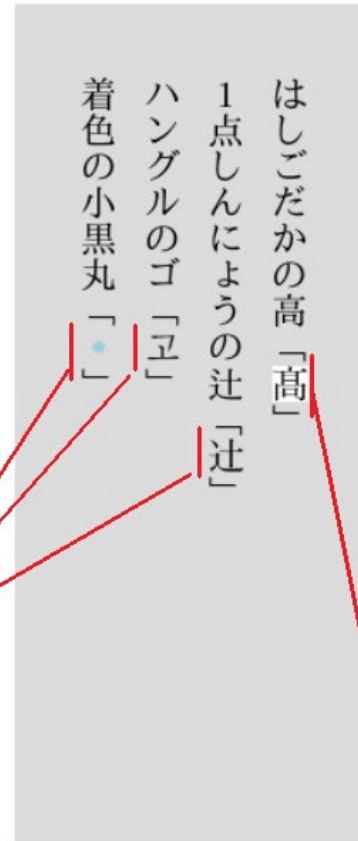 はしごだかの高「髙」
1点しんにょうの辻「辻」
ハングルのゴ「고」
着色の小黒丸「•」